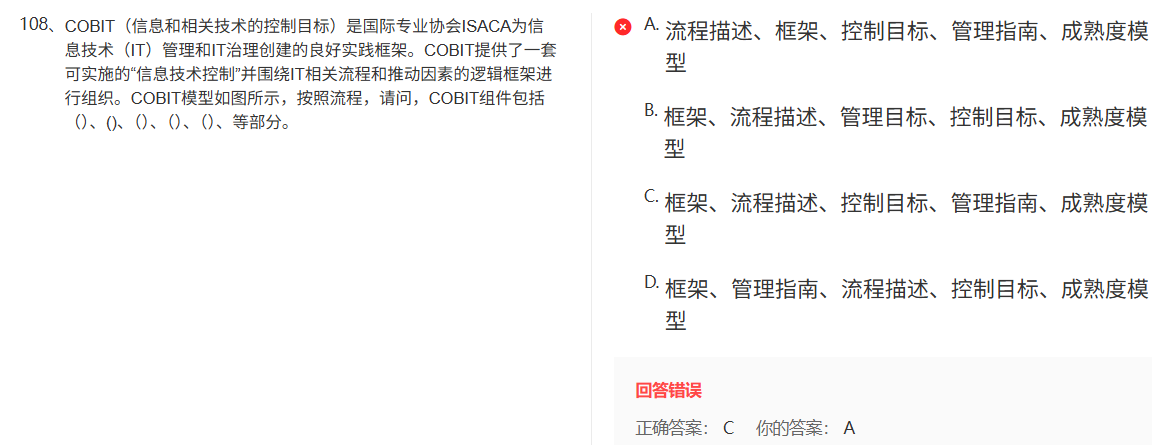 108、COBIT（信息和相关技术的控制目标）是国际专业协会ISACA为信
息技术（IT）管理和IT治理创建的良好实践框架。COBIT提供了一套
可实施的“信息技术控制”并围绕IT相关流程和推动因素的逻辑框架进
行组织。COBIT模型如图所示，按照流程，请问，COBIT组件包括
（）、()、（）、（）、（）、等部分。
A. 流程描述、框架、控制目标、管理指南、成熟度模
型
B. 框架、流程描述、管理目标、控制目标、成熟度模
型
C. 框架、流程描述、控制目标、管理指南、成熟度模
型
D. 框架、管理指南、流程描述、控制目标、成熟度模
型
回答错误
正确答案： C 你的答案： A